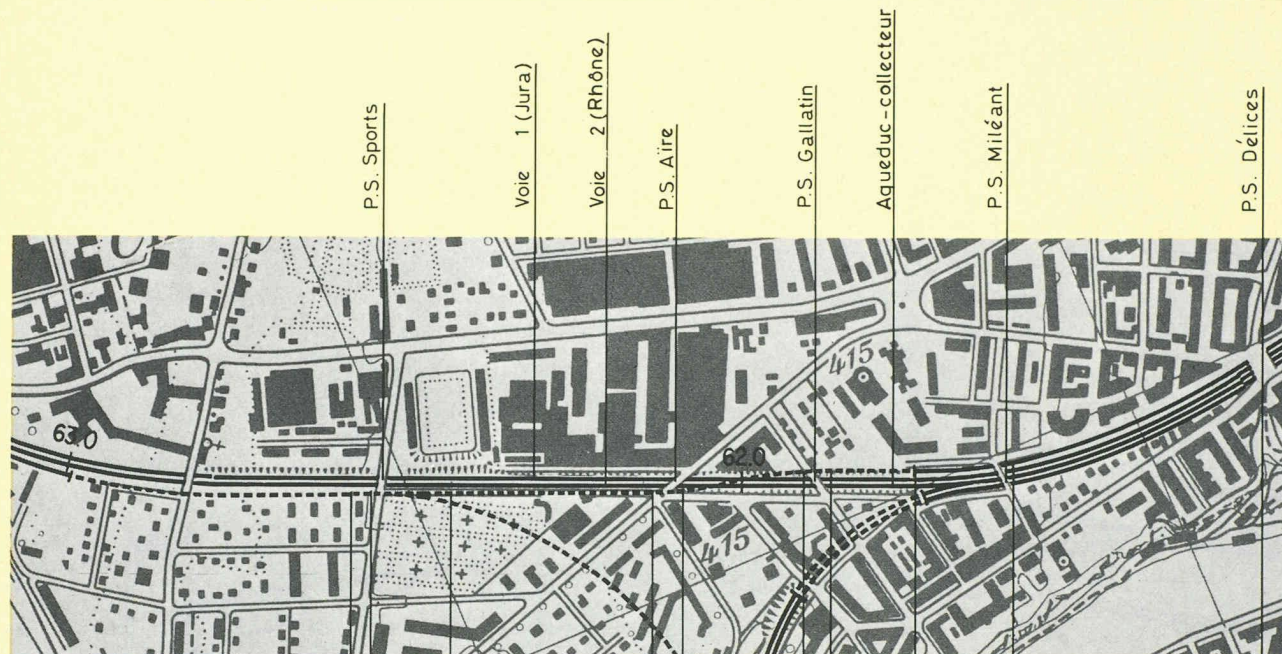 P.S. Sports
Voie 1 (Jura)
Voie 2 (Rhône)
P.S. Aïre
P.S. Gallatin
Aqueduc-collecteur
P.S. Miléant
P.S. Délices
415
63.0
62.0
415